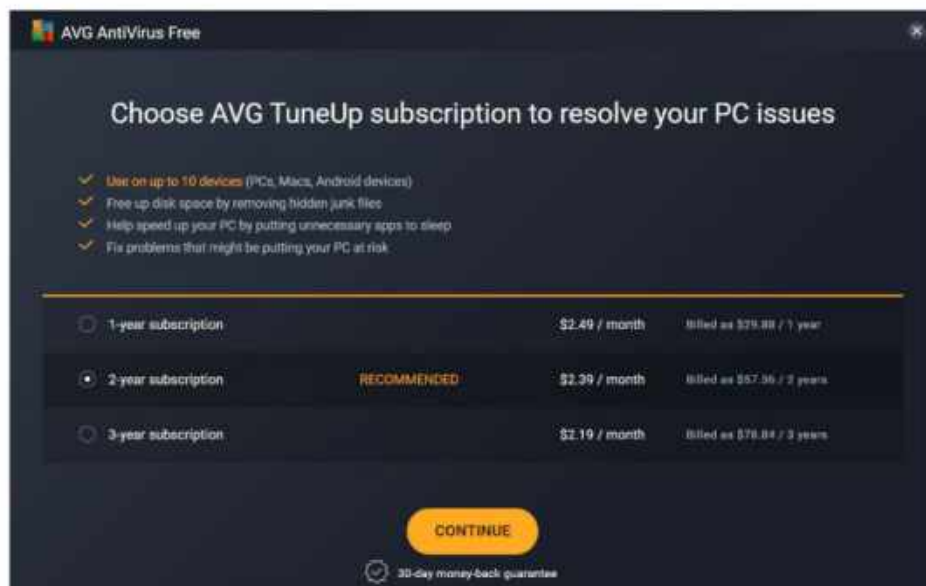 AVG AntiVirus Free
Choose AVG TuneUp subscription to resolve your PC issues
Use on up to 10 devices (PCs, Macs, Android devices)
Free up disk space by removing hidden junk files
Help speed up your PC by putting unnecessary apps to sleep
Fix problems that might be putting your PC at risk
1-year subscription $2.49 / month Billed as $29.88 / 1 year
2-year subscription RECOMMENDED $2.39 / month Billed as $57.36 / 2 years
3-year subscription $2.19 / month Billed as $78.84 / 3 years
CONTINUE
30-day money-back guarantee